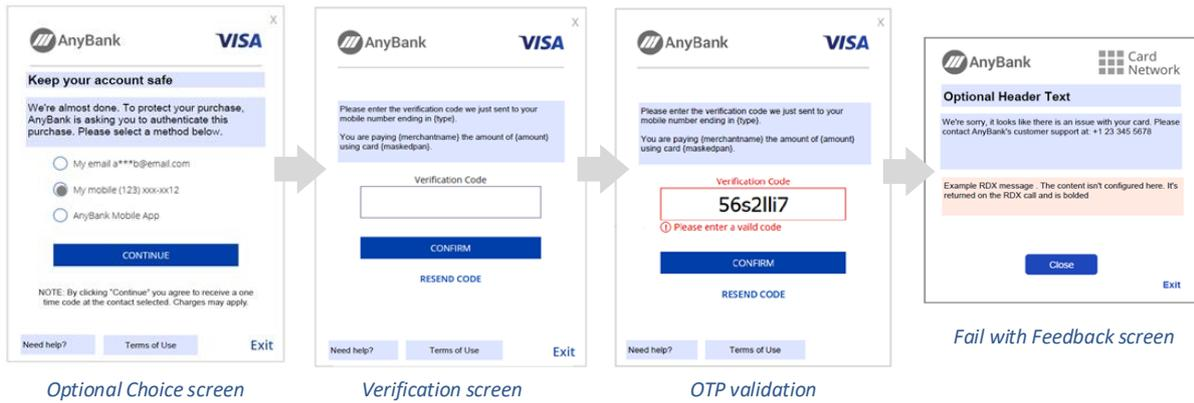 X
AnyBank
VISA
Keep your account safe
We're almost done. To protect your purchase,
AnyBank is asking you to authenticate this
purchase. Please select a method below.
My email a***b@email.com
My mobile (123) xxx-xx12
AnyBank Mobile App
CONTINUE
NOTE: By clicking "Continue" you agree to receive a one
time code at the contact selected. Charges may apply.
Need help?
Terms of Use
Exit
Optional Choice screen
X
AnyBank
VISA
Please enter the verification code we just sent to your
mobile number ending in {type}.
You are paying {merchantname} the amount of {amount}
using card {maskedpan}.
Verification Code
CONFIRM
RESEND CODE
Need help?
Terms of Use
Exit
Verification screen
X
AnyBank
VISA
Please enter the verification code we just sent to your
mobile number ending in {type}.
You are paying {merchantname} the amount of {amount}
using card {maskedpan}.
Verification Code
56s2lli7
Please enter a vaild code
CONFIRM
RESEND CODE
Need help?
Terms of Use
OTP validation
AnyBank
Card
Network
Optional Header Text
We're sorry, it looks like there is an issue with your card. Please
contact AnyBank's customer support at: +1 23 345 5678
Example RDX message . The content isn't configured here. It's
returned on the RDX call and is bolded
Close
Exit
Fail with Feedback screen